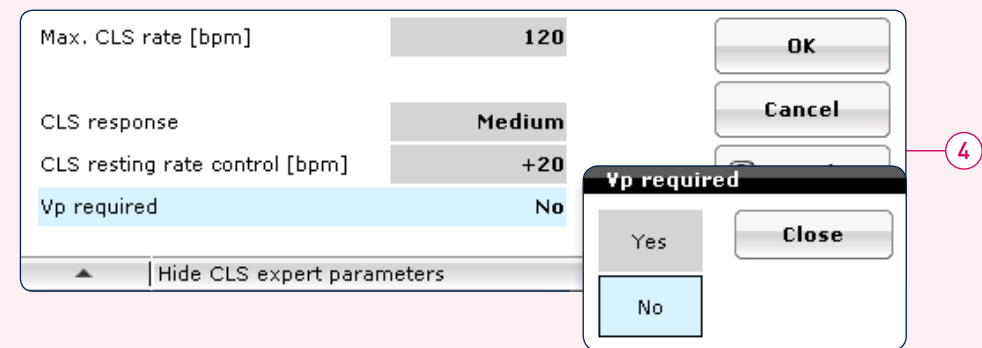 Max. CLS rate [bpm] 120
OK
Cancel
CLS response Medium
CLS resting rate control [bpm] +20
Vp required No
Hide CLS expert parameters
Vp required
Yes
Close
No
4